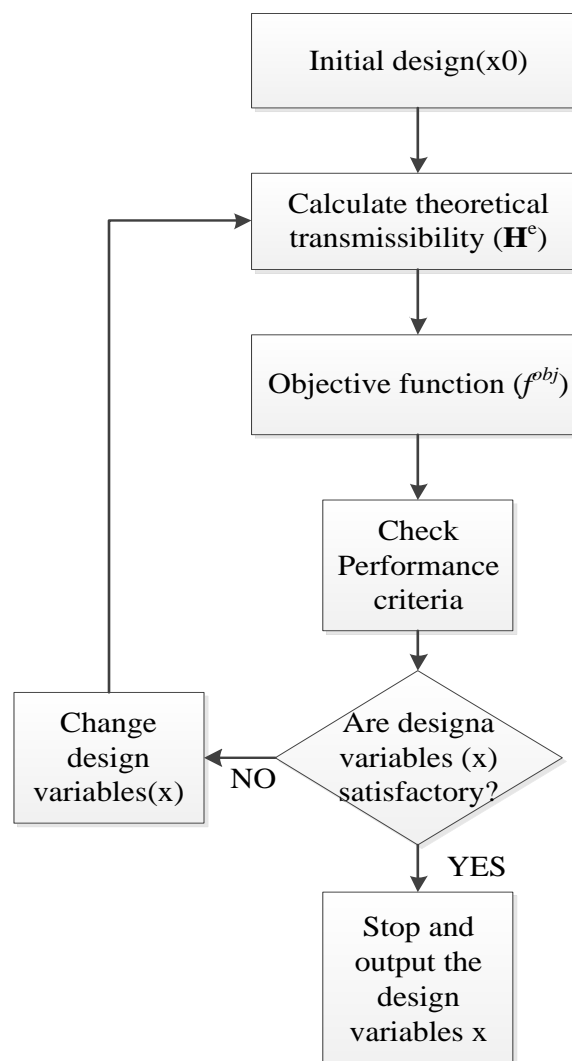 Initial design(x0)
Calculate theoretical
transmissibility (Hᵉ)
Objective function (fᵒᵇʲ)
Check
Performance
criteria
Change
design
variables(x)
Are designa
variables (x)
satisfactory?
NO
YES
Stop and
output the
design
variables x